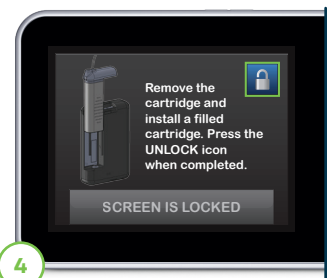 Remove the
cartridge and
install a filled
cartridge. Press the
UNLOCK icon
when completed.
SCREEN IS LOCKED
4